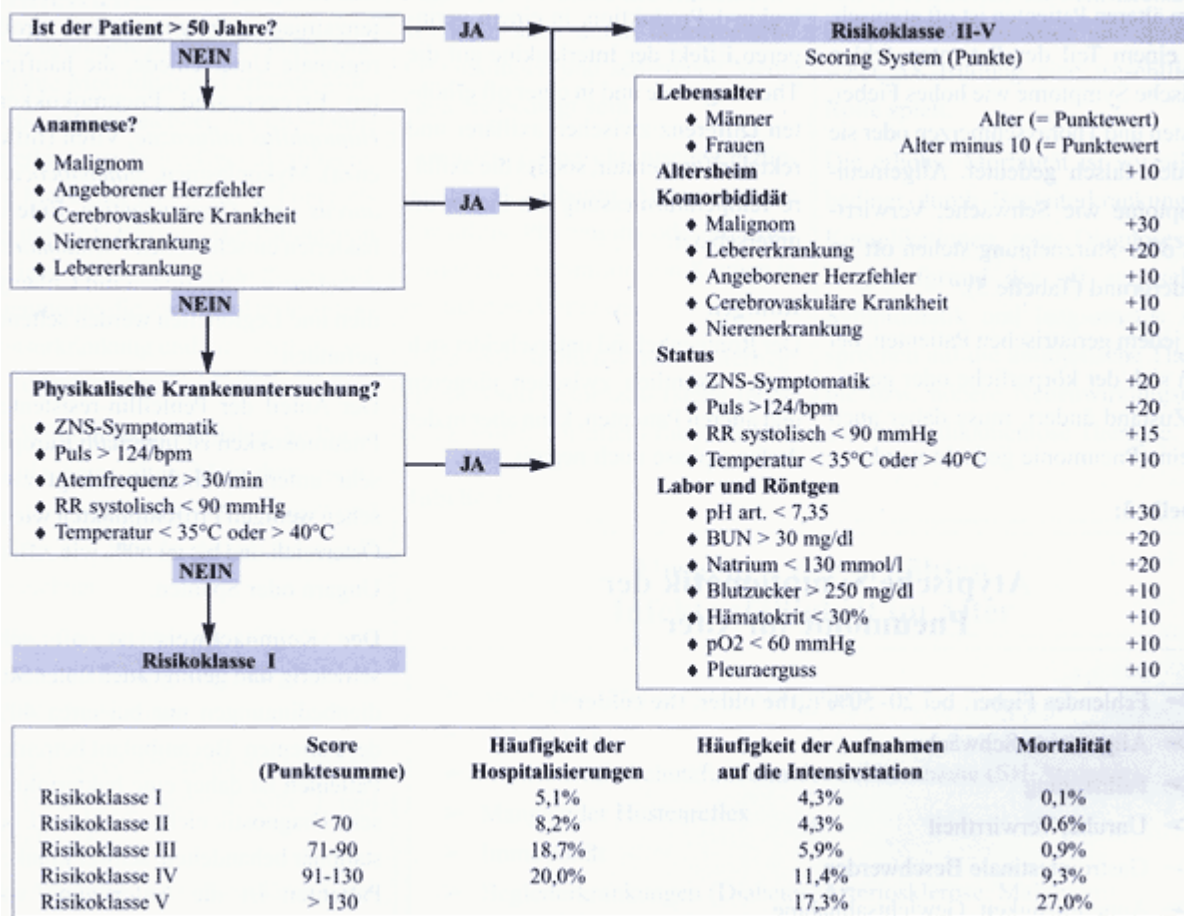 Ist der Patient > 50 Jahre?
JA
NEIN
Anamnese?
♦ Malignom
♦ Angeborener Herzfehler
♦ Cerebrovaskuläre Krankheit
♦ Nierenerkrankung
♦ Lebererkrankung
JA
NEIN
Physikalische Krankenuntersuchung?
♦ ZNS-Symptomatik
♦ Puls > 124/bpm
♦ Atemfrequenz > 30/min
♦ RR systolisch < 90 mmHg
♦ Temperatur < 35°C oder > 40°C
JA
NEIN
Risikoklasse I
Risikoklasse II-V
Scoring System (Punkte)
Lebensalter
♦ Männer Alter (= Punktewert)
♦ Frauen Alter minus 10 (= Punktewert
Altersheim +10
Komorbididät
♦ Malignom +30
♦ Lebererkrankung +20
♦ Angeborener Herzfehler +10
♦ Cerebrovaskuläre Krankheit +10
♦ Nierenerkrankung +10
Status
♦ ZNS-Symptomatik +20
♦ Puls >124/bpm +20
♦ RR systolisch < 90 mmHg +15
♦ Temperatur < 35°C oder > 40°C +10
Labor und Röntgen
♦ pH art. < 7,35 +30
♦ BUN > 30 mg/dl +20
♦ Natrium < 130 mmol/l +20
♦ Blutzucker > 250 mg/dl +10
♦ Hämatokrit < 30% +10
♦ pO2 < 60 mmHg +10
♦ Pleuraerguss +10
Score Häufigkeit der Häufigkeit der Aufnahmen Mortalität
(Punktesumme) Hospitalisierungen auf die Intensivstation
Risikoklasse I 5,1% 4,3% 0,1%
Risikoklasse II < 70 8,2% 4,3% 0,6%
Risikoklasse III 71-90 18,7% 5,9% 0,9%
Risikoklasse IV 91-130 20,0% 11,4% 9,3%
Risikoklasse V > 130 17,3% 27,0%